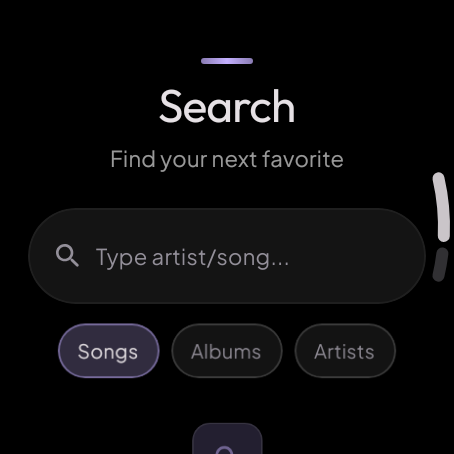 Search
Find your next favorite
Type artist/song...
Songs
Albums
Artists